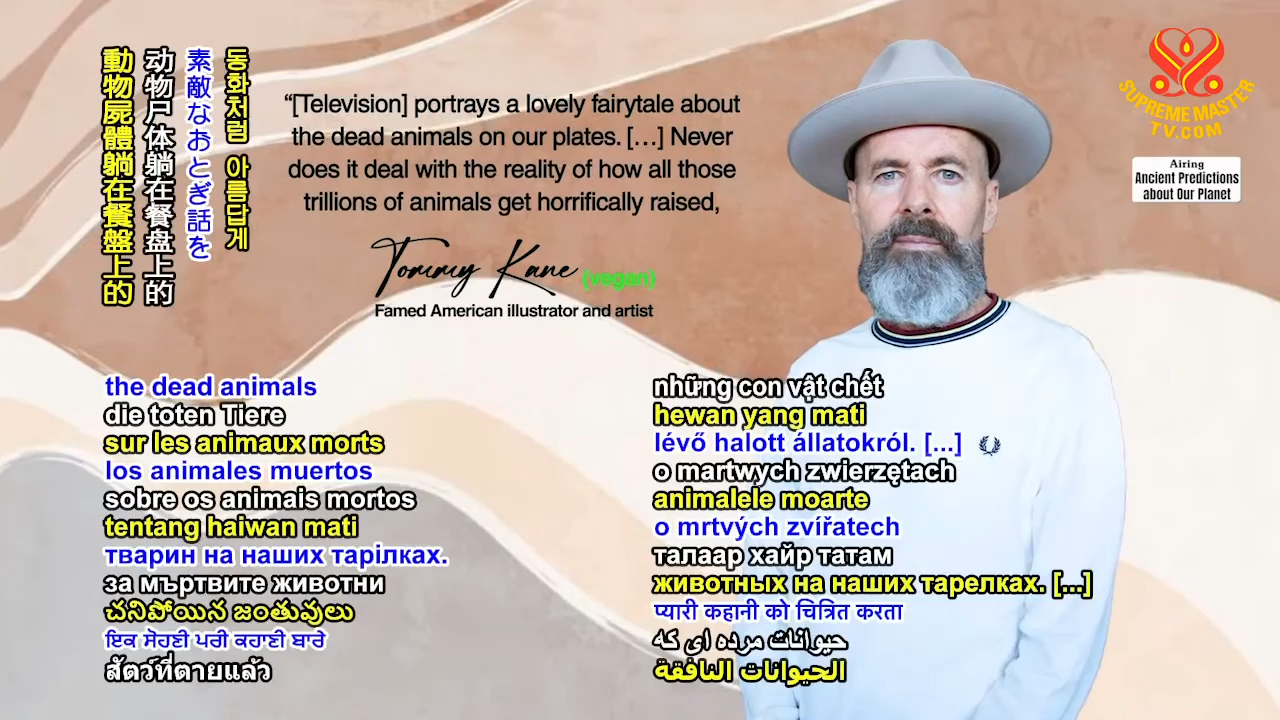 動物屍體躺在餐盤上的
动物尸体躺在餐盘上的
素敵なおとぎ話を
동화처럼 아름답게
“[Television] portrays a lovely fairytale about
the dead animals on our plates. […] Never
does it deal with the reality of how all those
trillions of animals get horrifically raised,
Tommy Kane (vegan)
Famed American illustrator and artist
SUPREME MASTER
TV.COM
Airing
Ancient Predictions
about Our Planet
the dead animals
die toten Tiere
sur les animaux morts
los animales muertos
sobre os animais mortos
tentang haiwan mati
тварин на наших тарілках.
за мъртвите животни
చనిపోయిన జంతువులు
ਇਕ ਸੋਹਣੀ ਪਰੀ ਕਹਾਣੀ ਬਾਰੇ
สัตว์ที่ตายแล้ว
những con vật chết
hewan yang mati
lévő halott állatokról. [...]
o martwych zwierzętach
animalele moarte
o mrtvých zvířatech
талаар хайр татам
животных на наших тарелках. [...]
प्यारी कहानी को चित्रित करता
حیوانات مرده ای که
الحيوانات النافقة